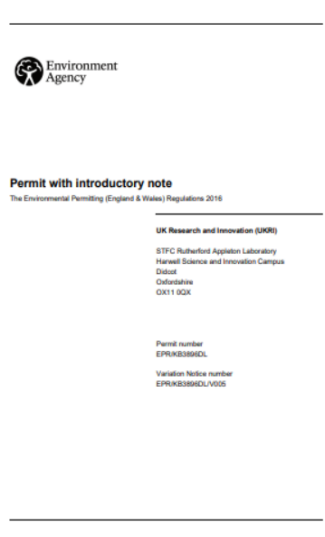 Environment
Agency
Permit with introductory note
The Environmental Permitting (England & Wales) Regulations 2016
UK Research and Innovation (UKRI)
STFC Rutherford Appleton Laboratory
Harwell Science and Innovation Campus
Didcot
Oxfordshire
OX11 0QX
Permit number
EPR/KB3896DL
Variation Notice number
EPR/KB3896DL/V005